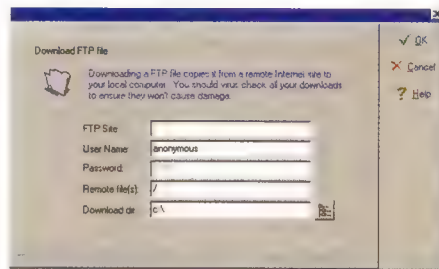 Download FTP file
Downloading a FTP file copies it from a remote Internet site to
your local computer. You should virus check all your downloads
to ensure they won't cause damage.
FTP Site
User Name: anonymous
Password:
Remote file(s): /
Download dir c:\
OK
Cancel
Help